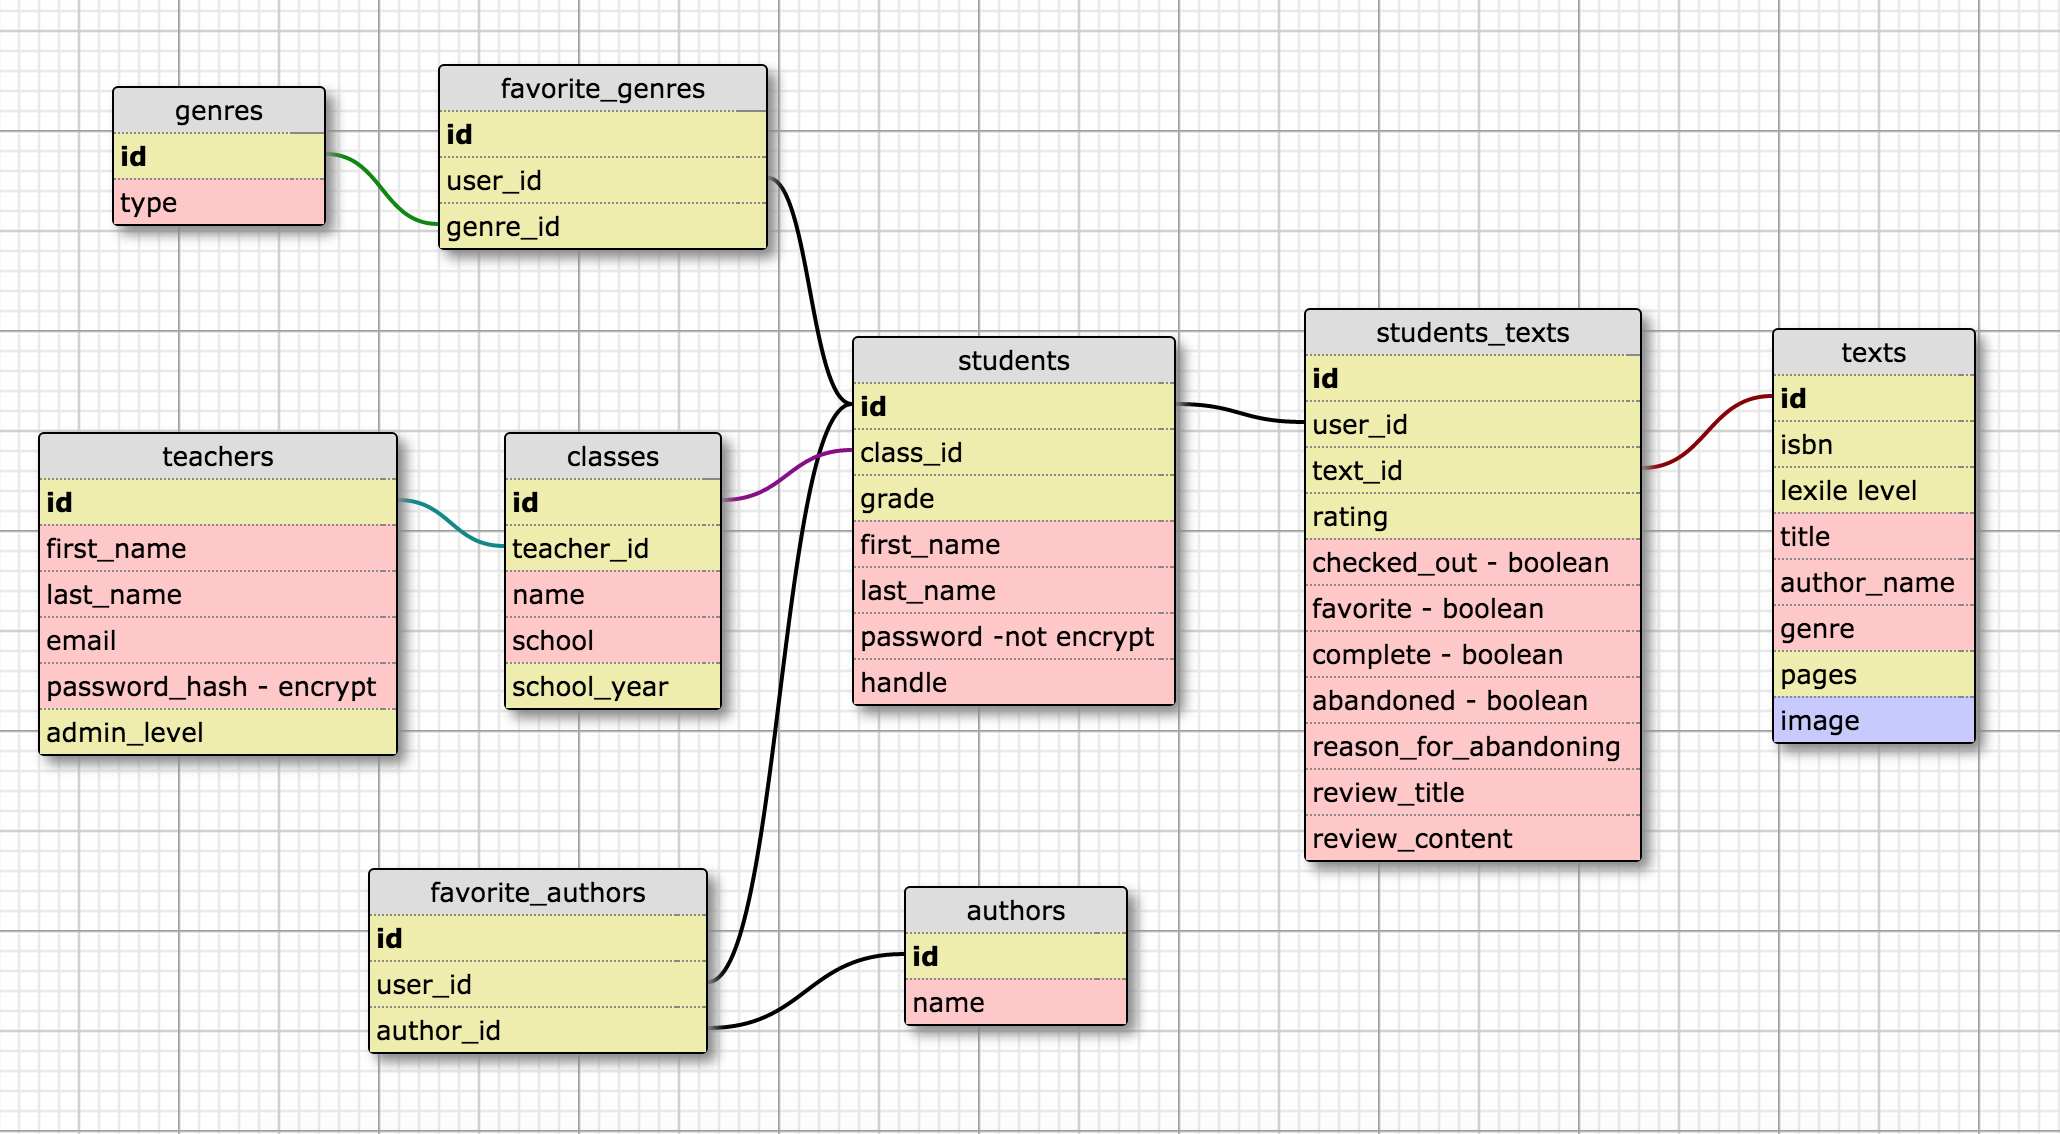 genres
id
type
favorite_genres
id
user_id
genre_id
teachers
id
first_name
last_name
email
password_hash - encrypt
admin_level
classes
id
teacher_id
name
school
school_year
students
id
class_id
grade
first_name
last_name
password -not encrypt
handle
students_texts
id
user_id
text_id
rating
checked_out - boolean
favorite - boolean
complete - boolean
abandoned - boolean
reason_for_abandoning
review_title
review_content
texts
id
isbn
lexile level
title
author_name
genre
pages
image
favorite_authors
id
user_id
author_id
authors
id
name